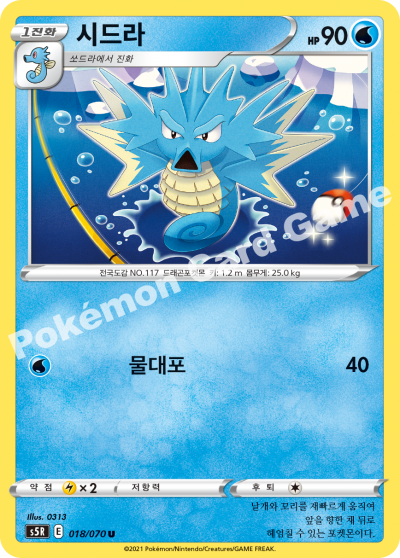 1진화
시드라
HP 90
쏘드라에서 진화
전국도감 NO.117 드래곤포켓몬 키: 1.2 m 몸무게: 25.0 kg
Pokémon Card Game
물대포 40
약점 ×2 저항력 후퇴
Illus. 0313
s5R E 018/070 U
날개와 꼬리를 재빠르게 움직여
앞을 향한 채 뒤로
헤엄칠 수 있는 포켓몬이다.
©2021 Pokémon/Nintendo/Creatures/GAME FREAK.